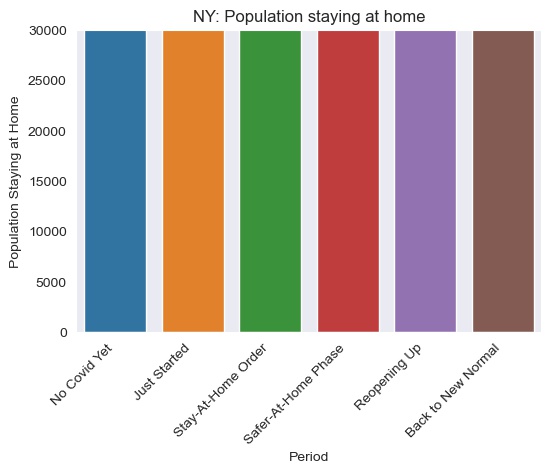 NY: Population staying at home
Population Staying at Home
30000
25000
20000
15000
10000
5000
0
No Covid Yet
Just Started
Stay-At-Home Order
Safer-At-Home Phase
Reopening Up
Back to New Normal
Period